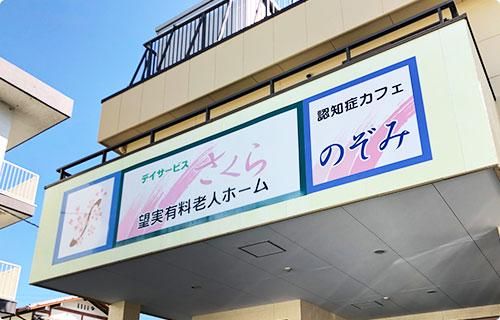 デイサービス さくら
望実有料老人ホーム
認知症カフェ
のぞみ